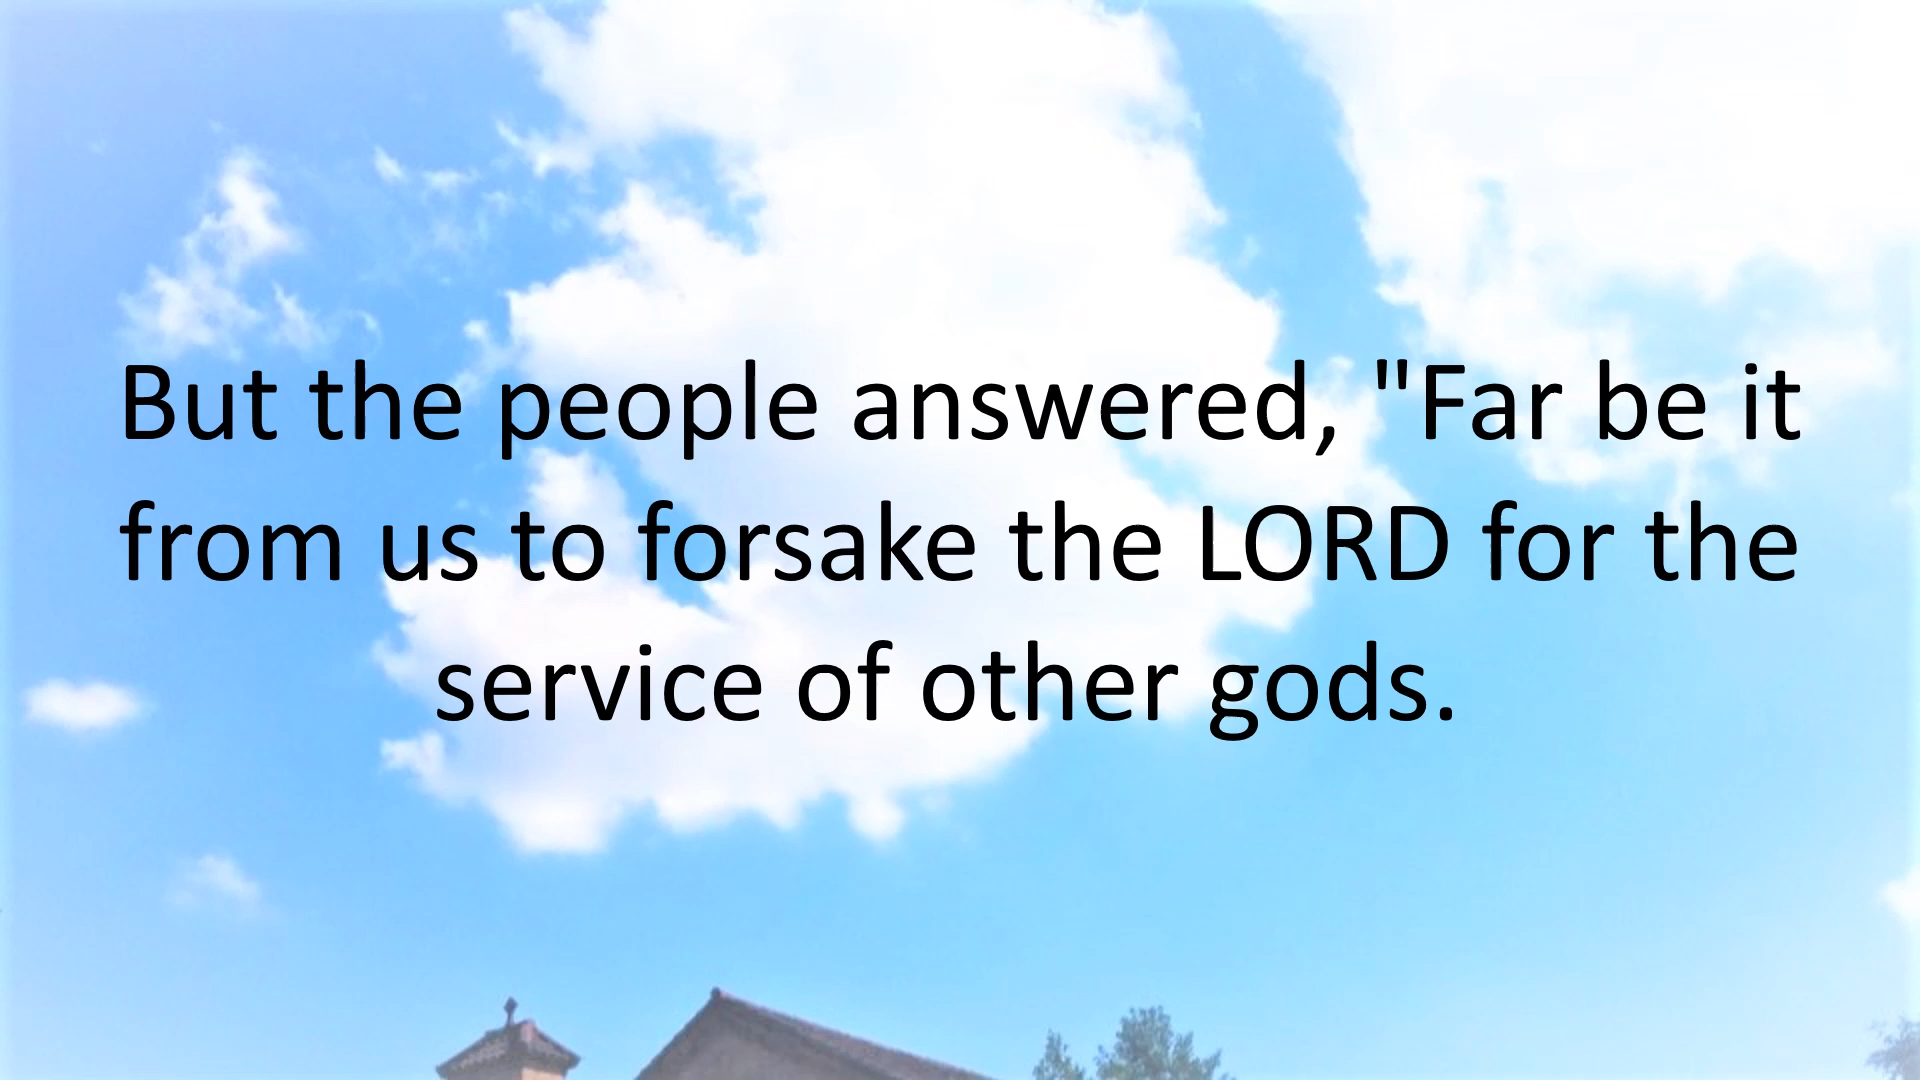 But the people answered, "Far be it
from us to forsake the LORD for the
service of other gods.